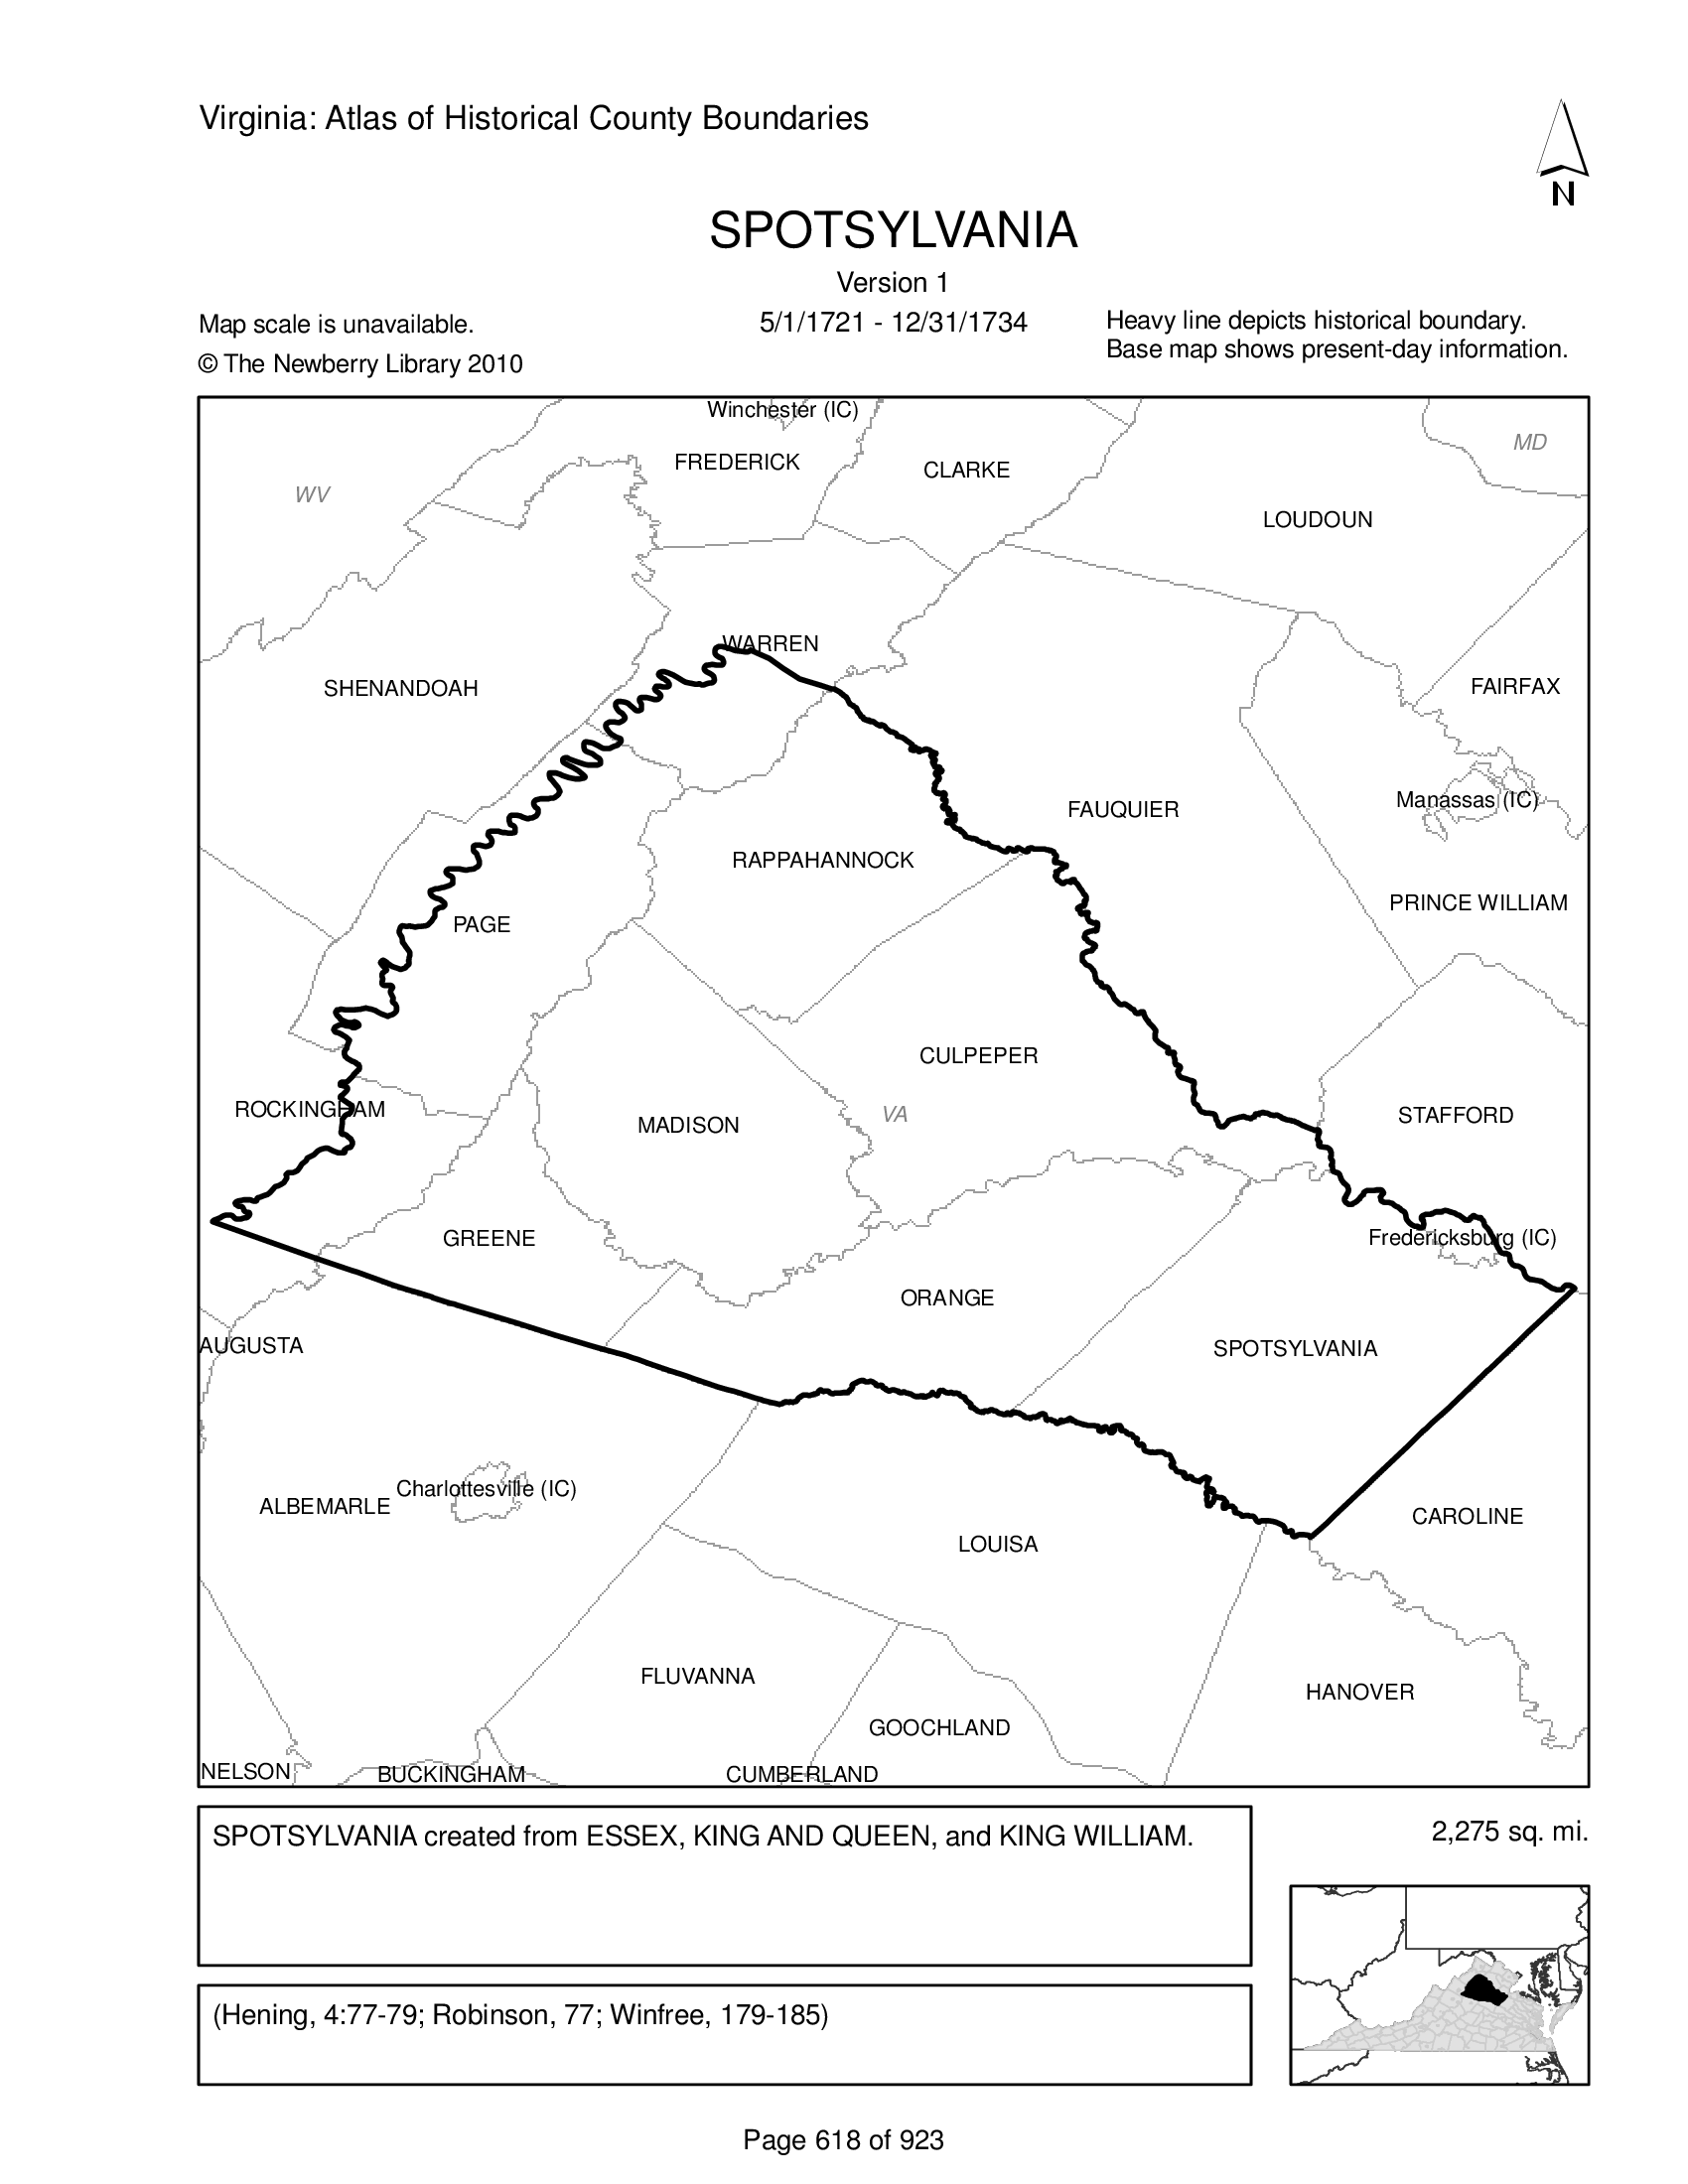 Virginia: Atlas of Historical County Boundaries
N
SPOTSYLVANIA
Version 1
5/1/1721 - 12/31/1734
Map scale is unavailable.
© The Newberry Library 2010
Heavy line depicts historical boundary.
Base map shows present-day information.
Winchester (IC)
MD
FREDERICK
CLARKE
WV
LOUDOUN
WARREN
SHENANDOAH
FAIRFAX
Manassas (IC)
FAUQUIER
RAPPAHANNOCK
PRINCE WILLIAM
PAGE
CULPEPER
ROCKINGHAM
VA
STAFFORD
MADISON
GREENE
Fredericksburg (IC)
ORANGE
AUGUSTA
SPOTSYLVANIA
Charlottesville (IC)
ALBEMARLE
CAROLINE
LOUISA
FLUVANNA
HANOVER
GOOCHLAND
NELSON
BUCKINGHAM
CUMBERLAND
SPOTSYLVANIA created from ESSEX, KING AND QUEEN, and KING WILLIAM.
2,275 sq. mi.
(Hening, 4:77-79; Robinson, 77; Winfree, 179-185)
Page 618 of 923